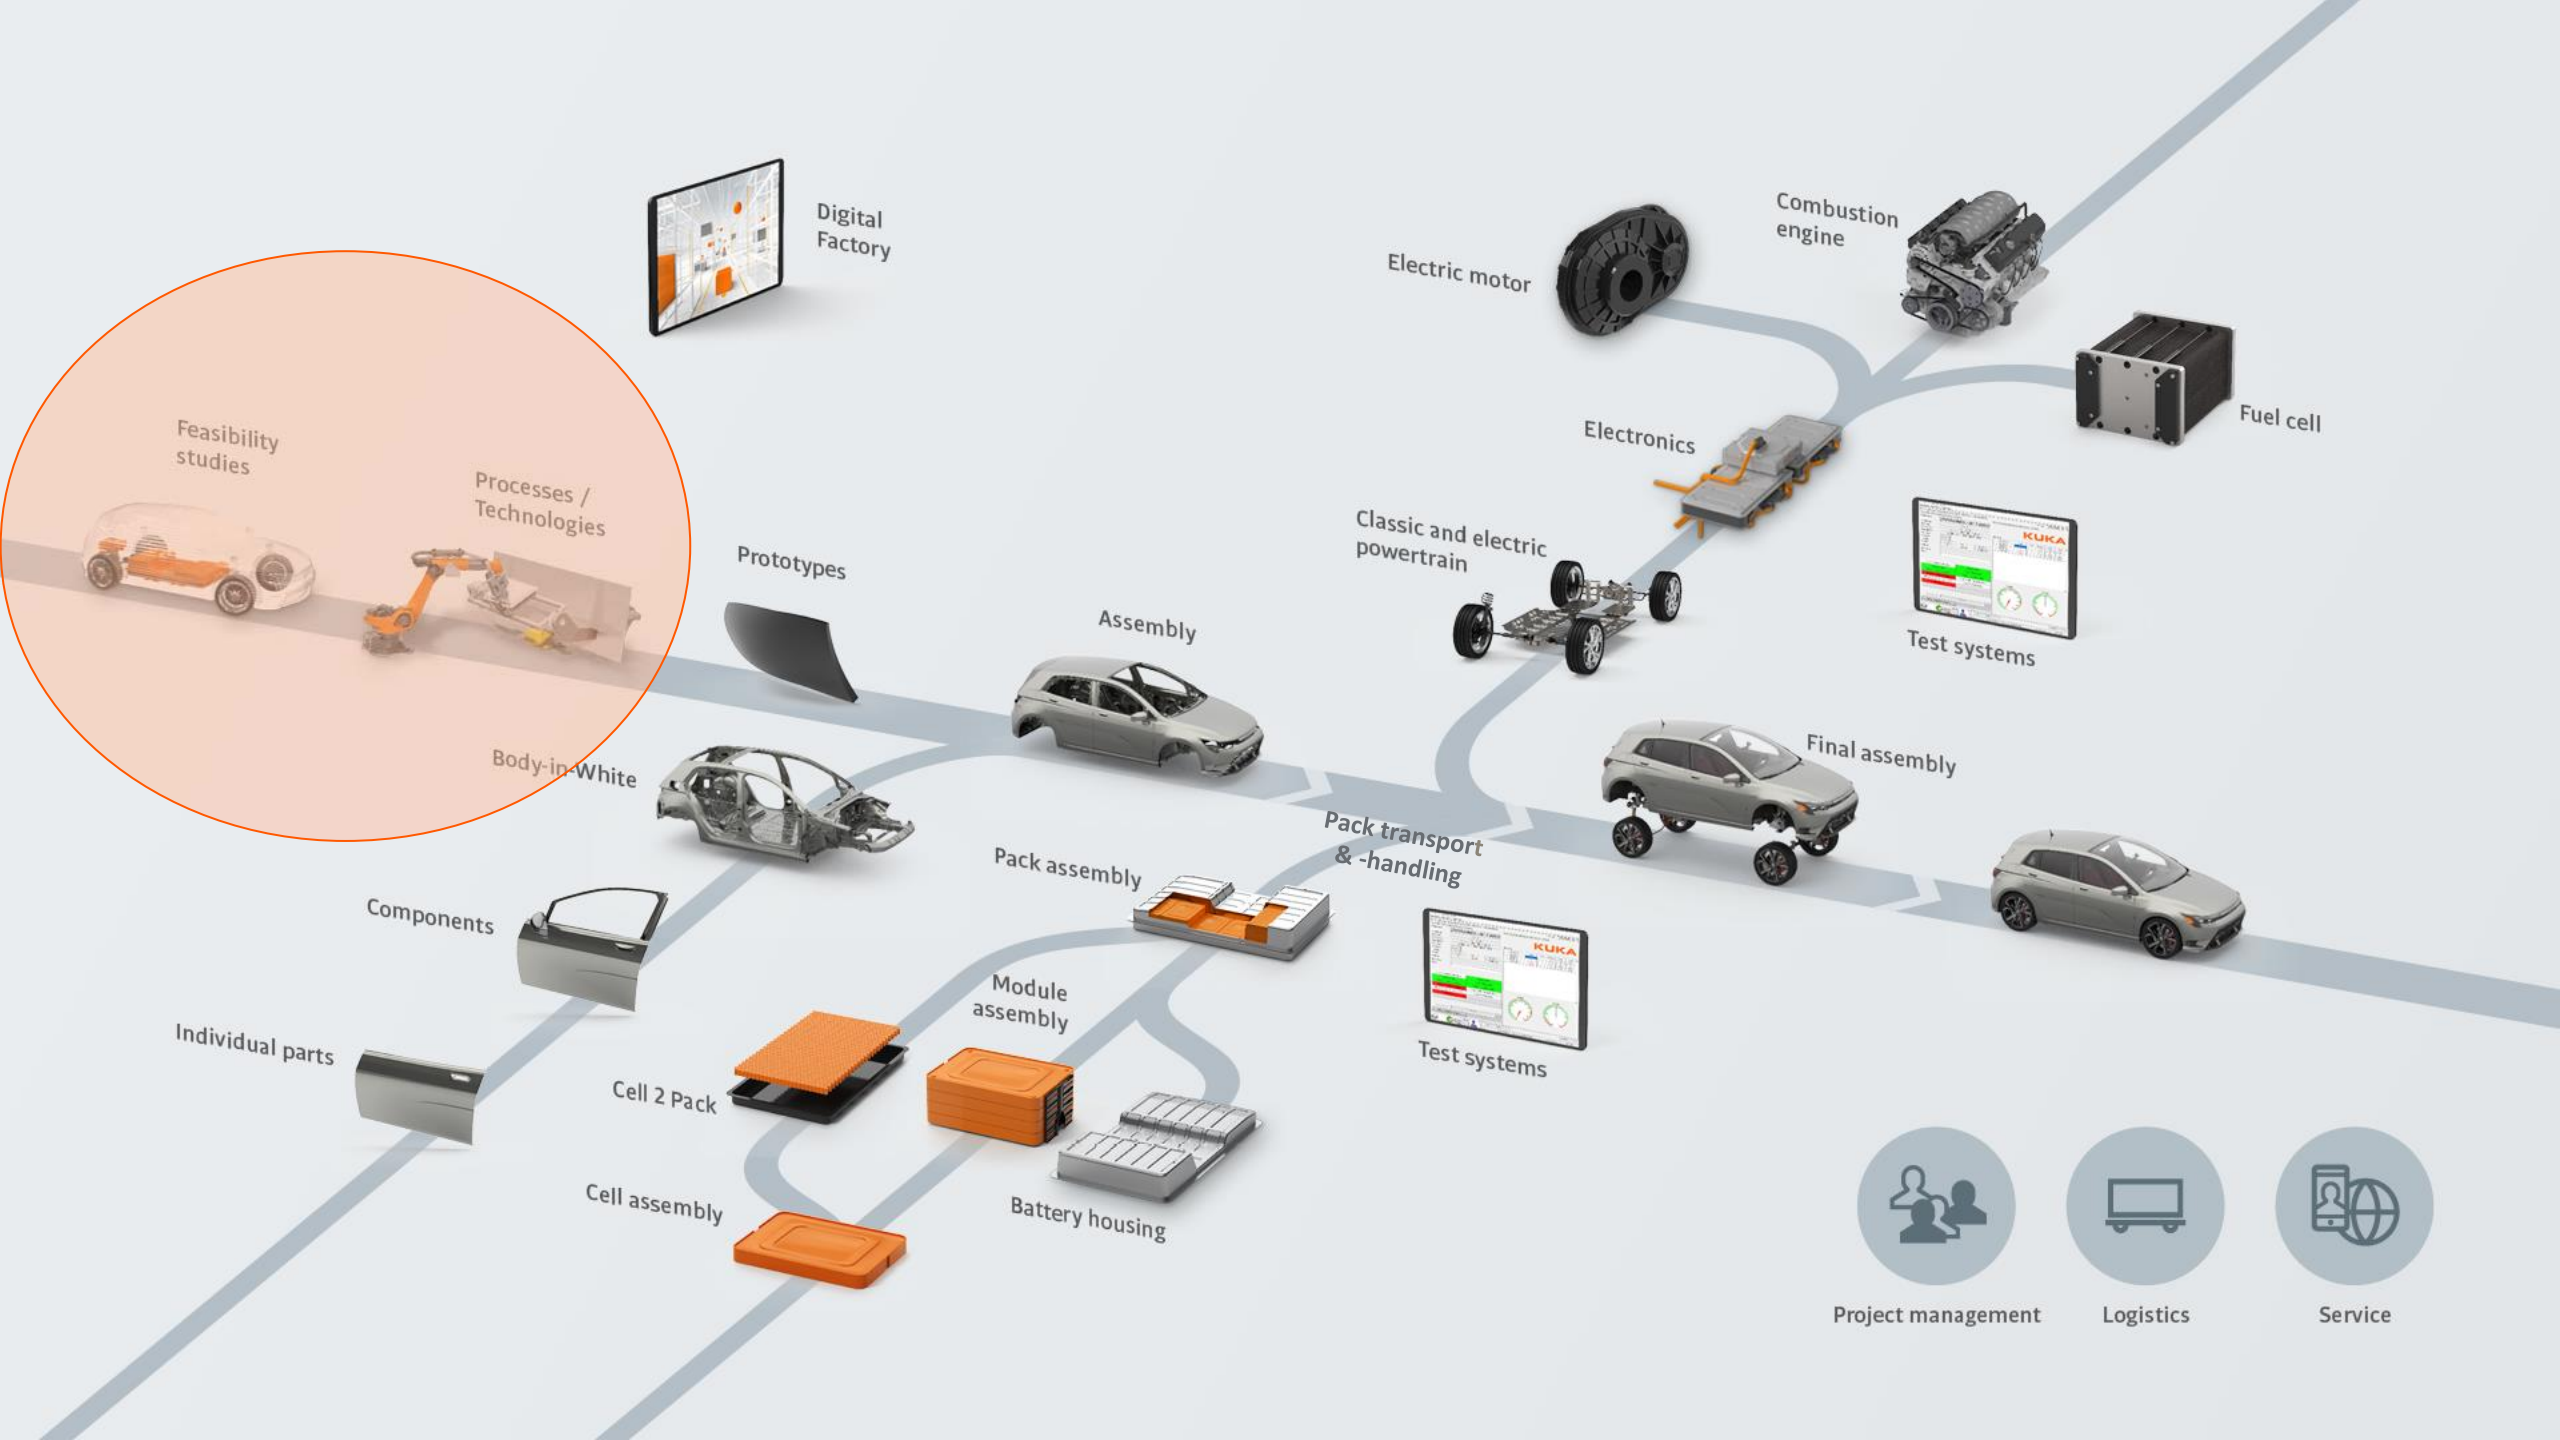 Digital
Factory
Combustion
engine
Electric motor
Fuel cell
Feasibility
studies
Electronics
Processes /
Technologies
Classic and electric
powertrain
KUKA
Prototypes
Assembly
Test systems
Final assembly
Body-in-White
Pack transport
& -handling
Pack assembly
Components
KUKA
Module
assembly
Individual parts
Test systems
Cell 2 Pack
Cell assembly
Battery housing
Project management
Logistics
Service